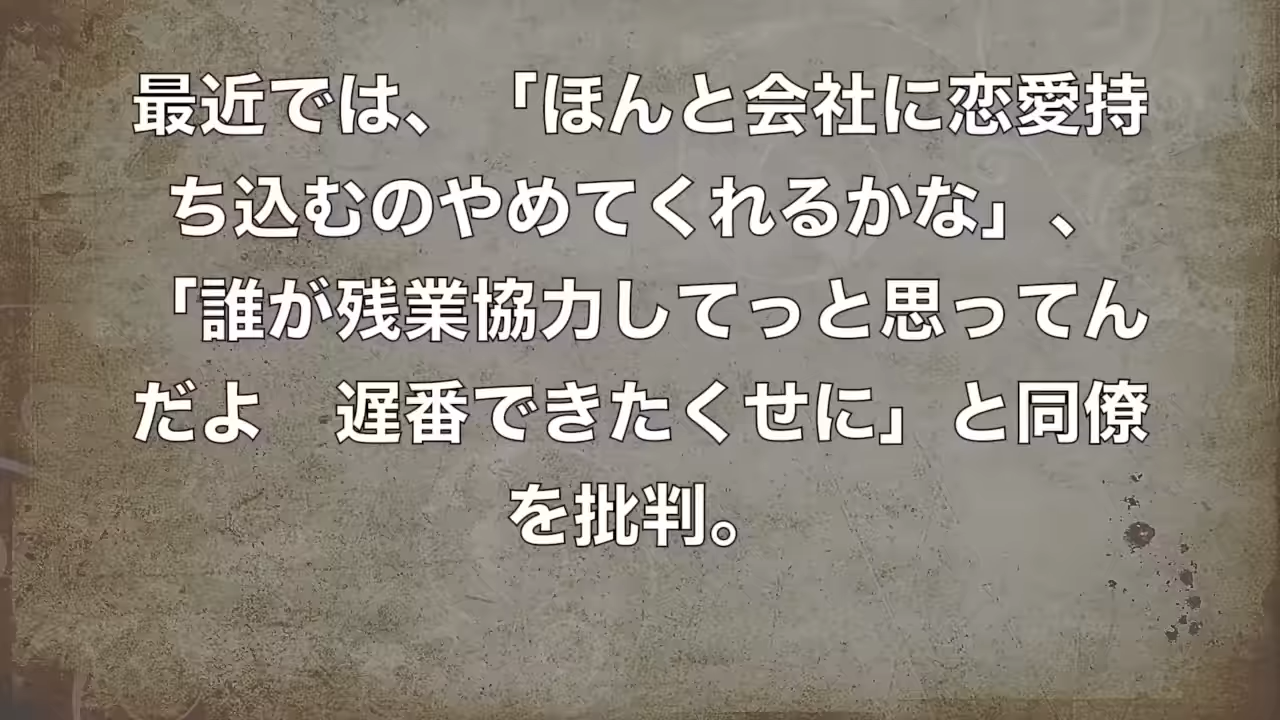 最近では、「ほんと会社に恋愛持
ち込むのやめてくれるかな」、
「誰が残業協力してっと思ってん
だよ　遅番できたくせに」と同僚
を批判。